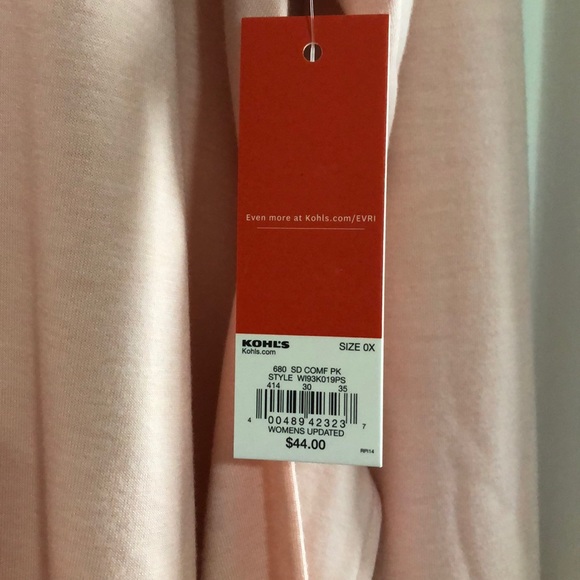 Even more at Kohls.com/EVRI
KOHL'S SIZE 0X
Kohls.com
680 SD COMF PK
STYLE WI93K019PS
414 30 35
4 00489 42323 7
WOMENS UPDATED
$44.00 RPI14